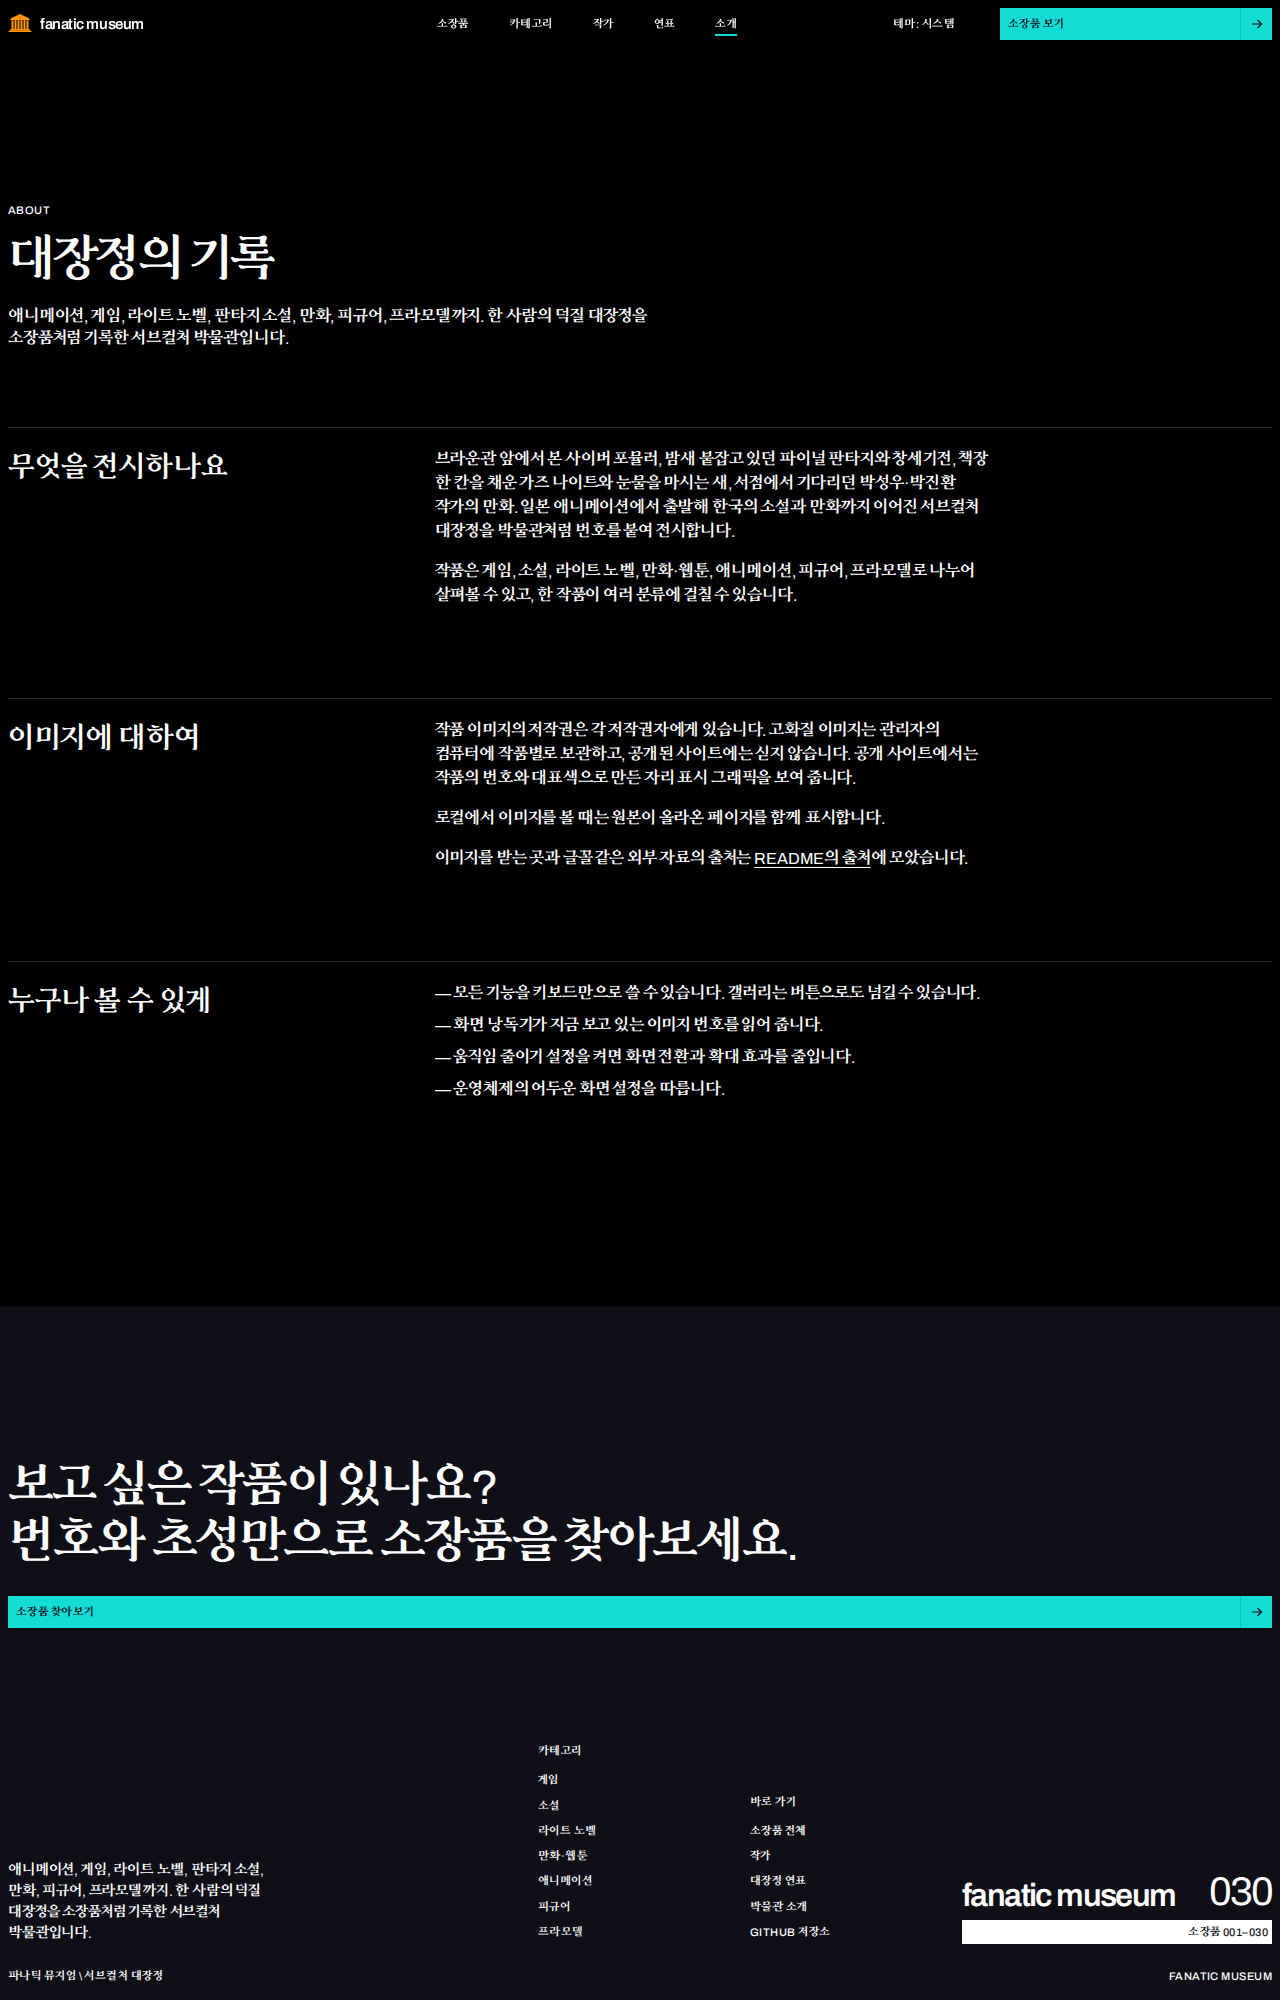 fanatic museum
소장품
카테고리
작가
연표
소개
테마: 시스템
소장품 보기
ABOUT
대장정의 기록
애니메이션, 게임, 라이트 노벨, 판타지 소설, 만화, 피규어, 프라모델까지. 한 사람의 덕질 대장정을
소장품처럼 기록한 서브컬처 박물관입니다.
무엇을 전시하나요
브라운관 앞에서 본 사이버 포뮬러, 밤새 붙잡고 있던 파이널 판타지와 창세기전, 책장
한 칸을 채운 가즈 나이트와 눈물을 마시는 새, 서점에서 기다리던 박성우·박진환
작가의 만화. 일본 애니메이션에서 출발해 한국의 소설과 만화까지 이어진 서브컬처
대장정을 박물관처럼 번호를 붙여 전시합니다.
작품은 게임, 소설, 라이트 노벨, 만화·웹툰, 애니메이션, 피규어, 프라모델로 나누어
살펴볼 수 있고, 한 작품이 여러 분류에 걸칠 수 있습니다.
이미지에 대하여
작품 이미지의 저작권은 각 저작권자에게 있습니다. 고화질 이미지는 관리자의
컴퓨터에 작품별로 보관하고, 공개된 사이트에는 싣지 않습니다. 공개 사이트에서는
작품의 번호와 대표색으로 만든 자리 표시 그래픽을 보여 줍니다.
로컬에서 이미지를 볼 때는 원본이 올라온 페이지를 함께 표시합니다.
이미지를 받는 곳과 글꼴 같은 외부 자료의 출처는 README의 출처에 모았습니다.
누구나 볼 수 있게
— 모든 기능을 키보드만으로 쓸 수 있습니다. 갤러리는 버튼으로도 넘길 수 있습니다.
— 화면 낭독기가 지금 보고 있는 이미지 번호를 읽어 줍니다.
— 움직임 줄이기 설정을 켜면 화면 전환과 확대 효과를 줄입니다.
— 운영체제의 어두운 화면 설정을 따릅니다.
보고 싶은 작품이 있나요?
번호와 초성만으로 소장품을 찾아보세요.
소장품 찾아보기
애니메이션, 게임, 라이트 노벨, 판타지 소설,
만화, 피규어, 프라모델까지. 한 사람의 덕질
대장정을 소장품처럼 기록한 서브컬처
박물관입니다.
카테고리
게임
소설
라이트 노벨
만화·웹툰
애니메이션
피규어
프라모델
바로 가기
소장품 전체
작가
대장정 연표
박물관 소개
GITHUB 저장소
fanatic museum
030
소장품 001–030
파나틱 뮤지엄 \ 서브컬처 대장정
FANATIC MUSEUM